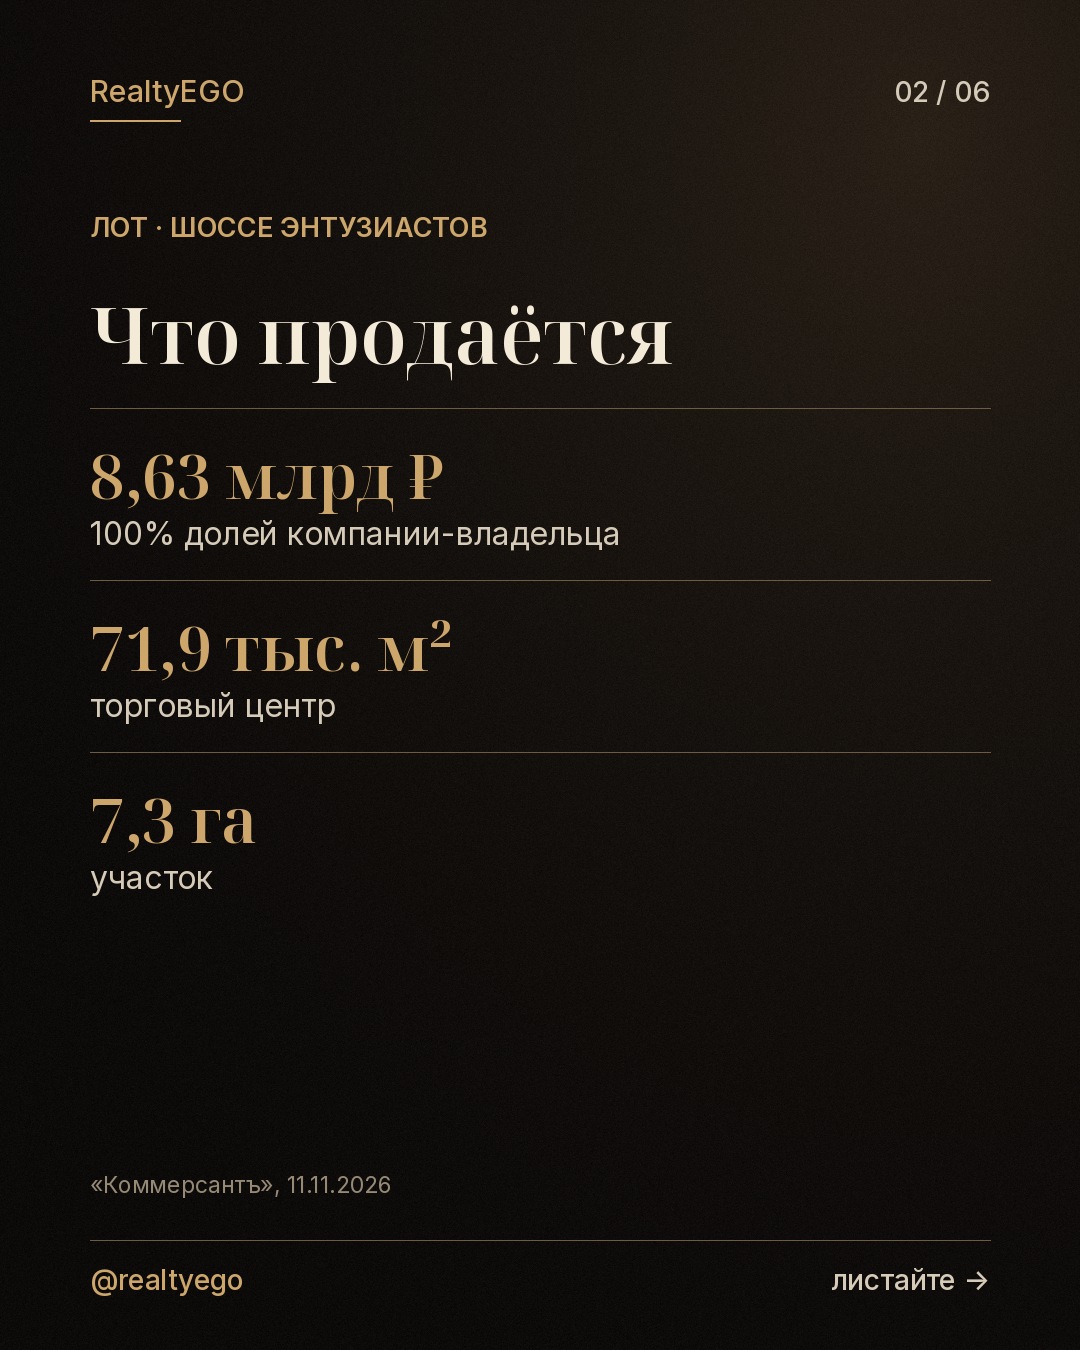 RealtyEGO
02 / 06
ЛОТ · ШОССЕ ЭНТУЗИАСТОВ
Что продаётся
8,63 млрд ₽
100% долей компании-владельца
71,9 тыс. м²
торговый центр
7,3 га
участок
«Коммерсантъ», 11.11.2026
@realtyego
листайте →